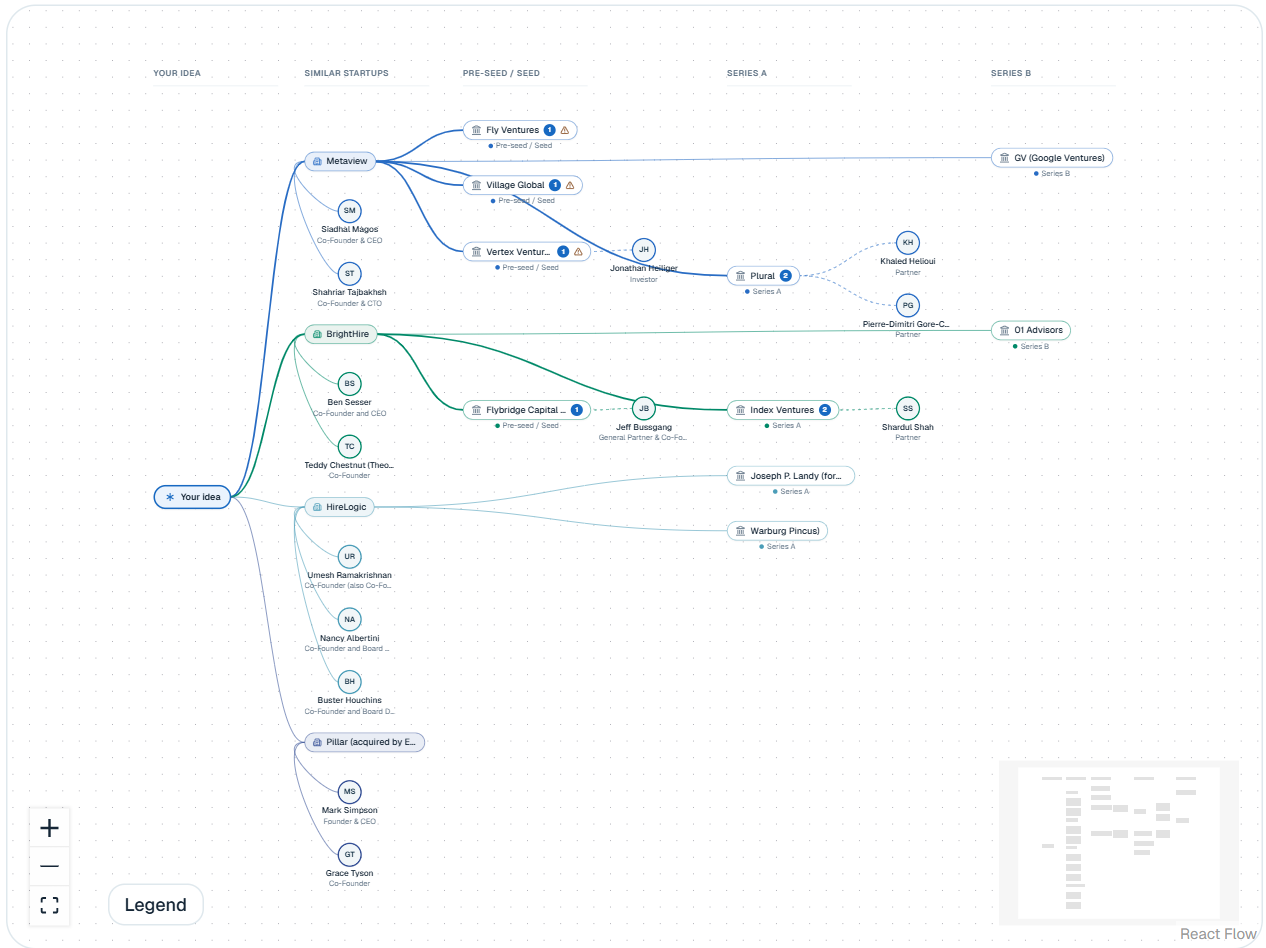 YOUR IDEA
SIMILAR STARTUPS
PRE-SEED / SEED
SERIES A
SERIES B
Fly Ventures 1
Pre-seed / Seed
Metaview
GV (Google Ventures)
Series B
Village Global 1
Pre-seed / Seed
SM
Siadhal Magos
Co-Founder & CEO
Vertex Ventur... 1
Pre-seed / Seed
JH
Jonathan Heiliger
Investor
KH
Khaled Helioui
Partner
ST
Shahriar Tajbakhsh
Co-Founder & CTO
Plural 2
Series A
PG
Pierre-Dimitri Gore-C...
Partner
BrightHire
01 Advisors
Series B
BS
Ben Sesser
Co-Founder and CEO
Flybridge Capital ... 1
Pre-seed / Seed
JB
Jeff Bussgang
General Partner & Co-Fo...
Index Ventures 2
Series A
SS
Shardul Shah
Partner
TC
Teddy Chestnut (Theo...
Co-Founder
Joseph P. Landy (for...
Series A
Your idea
HireLogic
Warburg Pincus)
Series A
UR
Umesh Ramakrishnan
Co-Founder (also Co-Fo...
NA
Nancy Albertini
Co-Founder and Board ...
BH
Buster Houchins
Co-Founder and Board D...
Pillar (acquired by E...
MS
Mark Simpson
Founder & CEO
GT
Grace Tyson
Co-Founder
Legend
React Flow